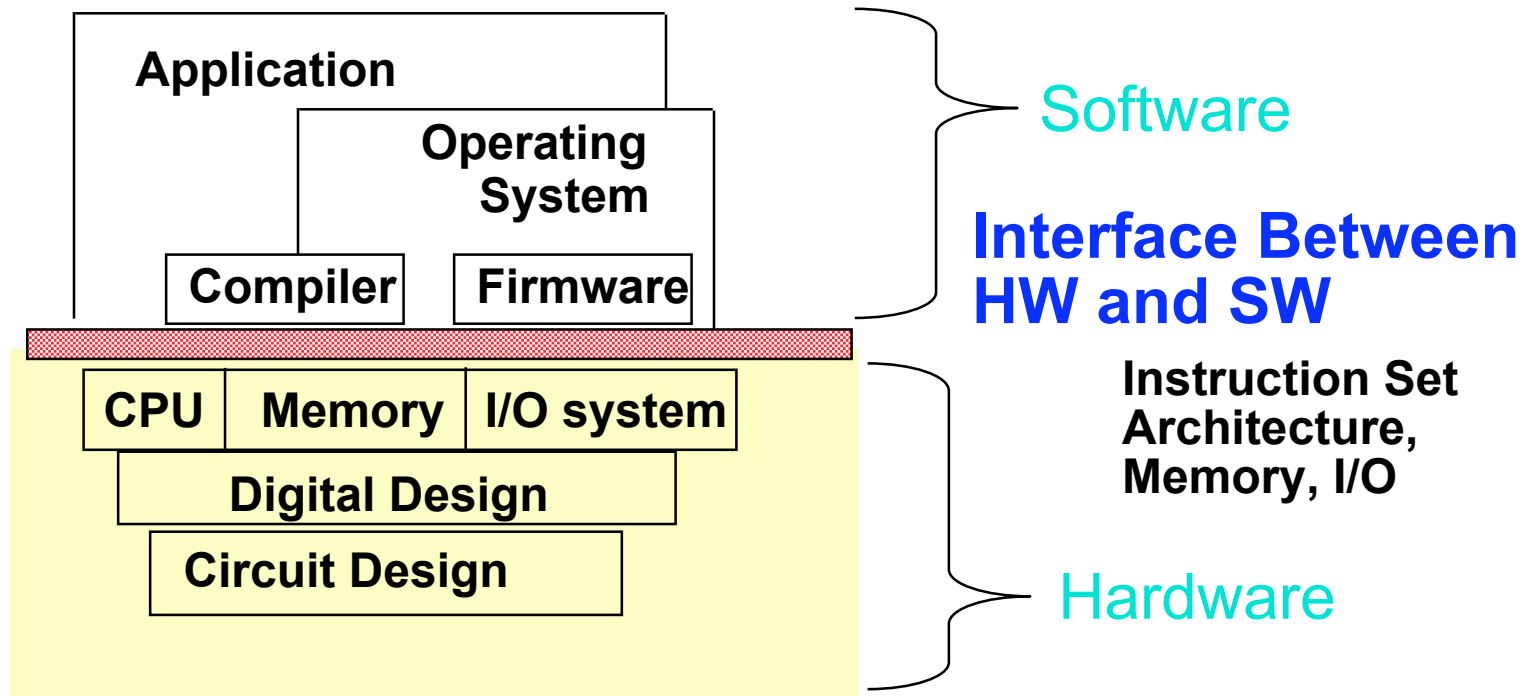 Application
Operating
System
Compiler
Firmware
Software
Interface Between
HW and SW
CPU
Memory
I/O system
Instruction Set
Architecture,
Memory, I/O
Digital Design
Circuit Design
Hardware